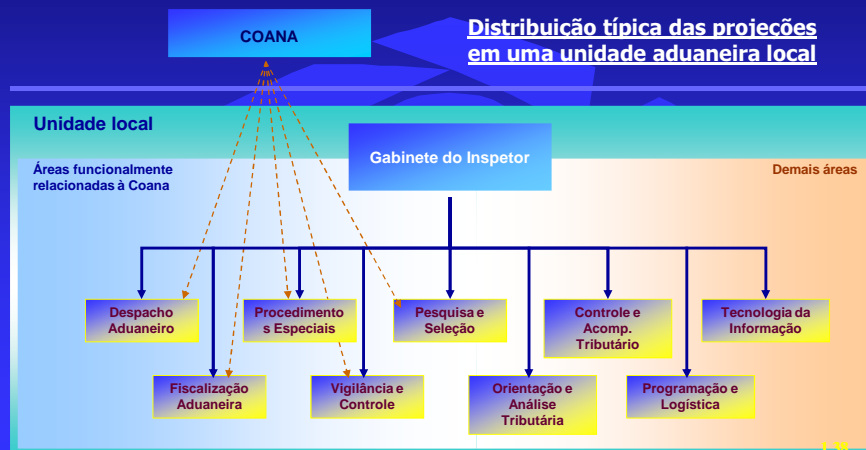 COANA
Distribuição típica das projeções
em uma unidade aduaneira local
Unidade local
Gabinete do Inspetor
Áreas funcionalmente
relacionadas à Coana
Demais áreas
Despacho
Aduaneiro
Procedimento
s Especiais
Pesquisa e
Seleção
Controle e
Acomp.
Tributário
Tecnologia da
Informação
Fiscalização
Aduaneira
Vigilância e
Controle
Orientação e
Análise
Tributária
Programação e
Logística